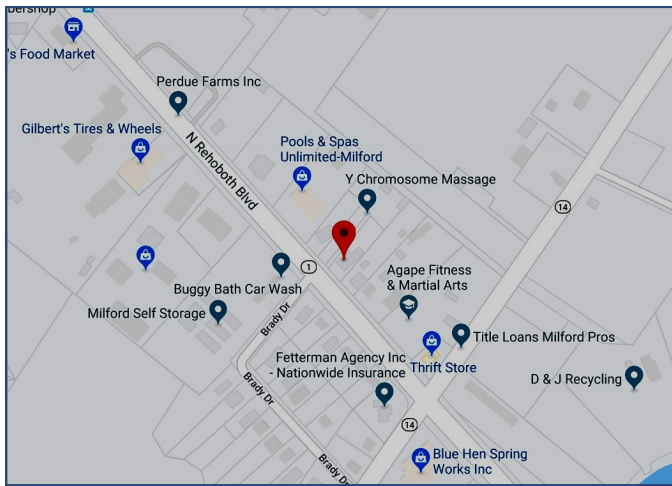 bershop
's Food Market
Perdue Farms Inc
Gilbert's Tires & Wheels
N Rehoboth Blvd
Pools & Spas
Unlimited-Milford
Y Chromosome Massage
14
1
Buggy Bath Car Wash
Agape Fitness
& Martial Arts
Milford Self Storage
Brady Dr
Title Loans Milford Pros
Thrift Store
Fetterman Agency Inc
- Nationwide Insurance
D & J Recycling
Brady Dr
14
Blue Hen Spring
Works Inc
Brady Dr